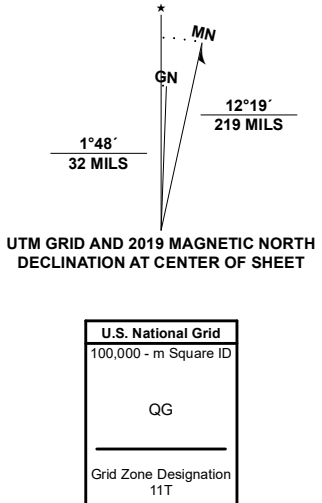 ★
MN
GN
12°19´
219 MILS
1°48´
32 MILS
UTM GRID AND 2019 MAGNETIC NORTH
DECLINATION AT CENTER OF SHEET
U.S. National Grid
100,000 - m Square ID
QG
Grid Zone Designation
11T